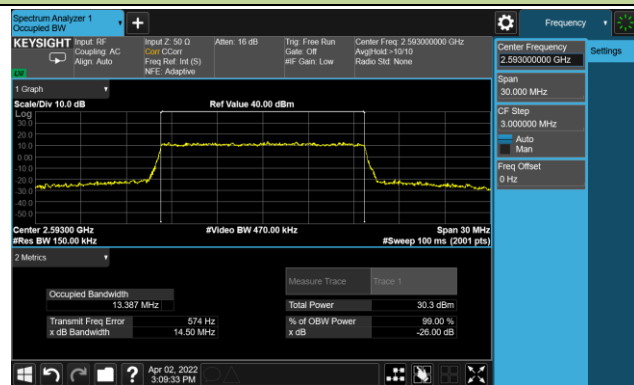 Spectrum Analyzer 1
Occupied BW
Frequency
KEYSIGHT
Input: RF
Coupling: AC
Align: Auto
Input Z: 50 Ω
Corr CCorr
Freq Ref: Int (S)
NFE: Adaptive
Atten: 16 dB
Trig: Free Run
Gate: Off
#IF Gain: Low
Center Freq: 2.593000000 GHz
Avg|Hold:>10/10
Radio Std: None
1 Graph
Scale/Div 10.0 dB
Ref Value 40.00 dBm
Log
30.0
20.0
10.0
0.00
-10.0
-20.0
-30.0
-40.0
-50.0
Center 2.59300 GHz
#Res BW 150.00 kHz
#Video BW 470.00 kHz
Span 30 MHz
#Sweep 100 ms (2001 pts)
2 Metrics
Measure Trace
Trace 1
Occupied Bandwidth
13.387 MHz
Total Power
30.3 dBm
Transmit Freq Error
574 Hz
% of OBW Power
99.00 %
x dB Bandwidth
14.50 MHz
x dB
-26.00 dB
Apr 02, 2022
3:09:33 PM
Center Frequency
2.593000000 GHz
Settings
Span
30.000 MHz
CF Step
3.000000 MHz
Auto
Man
Freq Offset
0 Hz